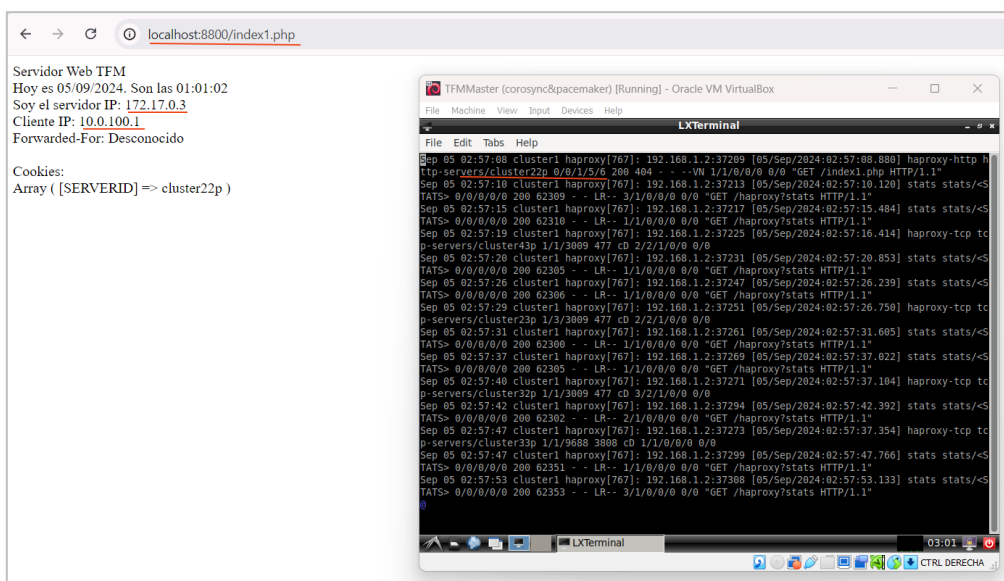 localhost:8800/index1.php
Servidor Web TFM
Hoy es 05/09/2024. Son las 01:01:02
Soy el servidor IP: 172.17.0.3
Cliente IP: 10.0.100.1
Forwarded-For: Desconocido
Cookies:
Array ( [SERVERID] => cluster22p )
TFMMaster (corosync&pacemaker) [Running] - Oracle VM VirtualBox
File Machine View Input Devices Help
LXTerminal
File Edit Tabs Help
Sep 05 02:57:08 cluster1 haproxy[767]: 192.168.1.2:37209 [05/Sep/2024:02:57:08.880] haproxy-http h
ttp-servers/cluster22p 0/0/1/5/6 200 404 - - --VN 1/1/0/0/0 0/0 "GET /index1.php HTTP/1.1"
Sep 05 02:57:10 cluster1 haproxy[767]: 192.168.1.2:37213 [05/Sep/2024:02:57:10.120] stats stats/<S
TATS> 0/0/0/0/0 200 62309 - - LR-- 3/1/0/0/0 0/0 "GET /haproxy?stats HTTP/1.1"
Sep 05 02:57:15 cluster1 haproxy[767]: 192.168.1.2:37217 [05/Sep/2024:02:57:15.484] stats stats/<S
TATS> 0/0/0/0/0 200 62310 - - LR-- 1/1/0/0/0 0/0 "GET /haproxy?stats HTTP/1.1"
Sep 05 02:57:19 cluster1 haproxy[767]: 192.168.1.2:37225 [05/Sep/2024:02:57:16.414] haproxy-tcp tc
p-servers/cluster43p 1/1/3009 477 cD 2/2/1/0/0 0/0
Sep 05 02:57:20 cluster1 haproxy[767]: 192.168.1.2:37231 [05/Sep/2024:02:57:20.853] stats stats/<S
TATS> 0/0/0/0/0 200 62305 - - LR-- 1/1/0/0/0 0/0 "GET /haproxy?stats HTTP/1.1"
Sep 05 02:57:26 cluster1 haproxy[767]: 192.168.1.2:37247 [05/Sep/2024:02:57:26.239] stats stats/<S
TATS> 0/0/0/0/0 200 62306 - - LR-- 1/1/0/0/0 0/0 "GET /haproxy?stats HTTP/1.1"
Sep 05 02:57:29 cluster1 haproxy[767]: 192.168.1.2:37251 [05/Sep/2024:02:57:26.750] haproxy-tcp tc
p-servers/cluster23p 1/3/3009 477 cD 2/2/1/0/0 0/0
Sep 05 02:57:31 cluster1 haproxy[767]: 192.168.1.2:37261 [05/Sep/2024:02:57:31.605] stats stats/<S
TATS> 0/0/0/0/0 200 62300 - - LR-- 1/1/0/0/0 0/0 "GET /haproxy?stats HTTP/1.1"
Sep 05 02:57:37 cluster1 haproxy[767]: 192.168.1.2:37269 [05/Sep/2024:02:57:37.022] stats stats/<S
TATS> 0/0/0/0/0 200 62305 - - LR-- 1/1/0/0/0 0/0 "GET /haproxy?stats HTTP/1.1"
Sep 05 02:57:40 cluster1 haproxy[767]: 192.168.1.2:37271 [05/Sep/2024:02:57:37.104] haproxy-tcp tc
p-servers/cluster32p 1/1/3009 477 cD 3/2/1/0/0 0/0
Sep 05 02:57:42 cluster1 haproxy[767]: 192.168.1.2:37294 [05/Sep/2024:02:57:42.392] stats stats/<S
TATS> 0/0/0/0/0 200 62302 - - LR-- 2/1/0/0/0 0/0 "GET /haproxy?stats HTTP/1.1"
Sep 05 02:57:47 cluster1 haproxy[767]: 192.168.1.2:37273 [05/Sep/2024:02:57:37.354] haproxy-tcp tc
p-servers/cluster33p 1/1/9688 3808 cD 1/1/0/0/0 0/0
Sep 05 02:57:47 cluster1 haproxy[767]: 192.168.1.2:37299 [05/Sep/2024:02:57:47.766] stats stats/<S
TATS> 0/0/0/0/0 200 62351 - - LR-- 1/1/0/0/0 0/0 "GET /haproxy?stats HTTP/1.1"
Sep 05 02:57:53 cluster1 haproxy[767]: 192.168.1.2:37308 [05/Sep/2024:02:57:53.133] stats stats/<S
TATS> 0/0/0/0/0 200 62353 - - LR-- 3/1/0/0/0 0/0 "GET /haproxy?stats HTTP/1.1"
@
LXTerminal
03:01
CTRL DERECHA